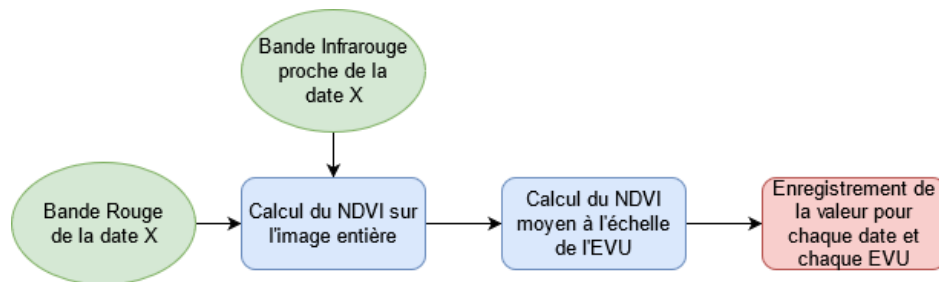 Bande Infrarouge
proche de la
date X
Bande Rouge
de la date X
Calcul du NDVI sur
l'image entière
Calcul du NDVI
moyen à l'échelle
de l'EVU
Enregistrement de
la valeur pour
chaque date et
chaque EVU